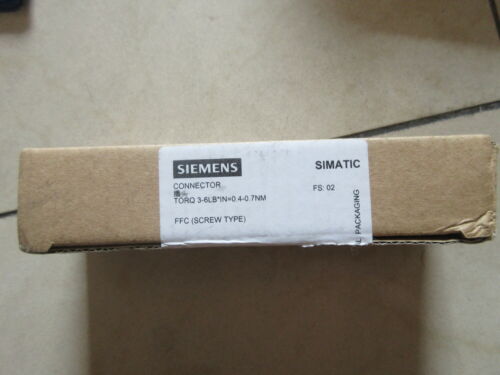 SIEMENS
SIMATIC
CONNECTOR
FS: 02
TORQ 3-6LB*IN=0.4-0.7NM
FFC (SCREW TYPE)
PACKAGING